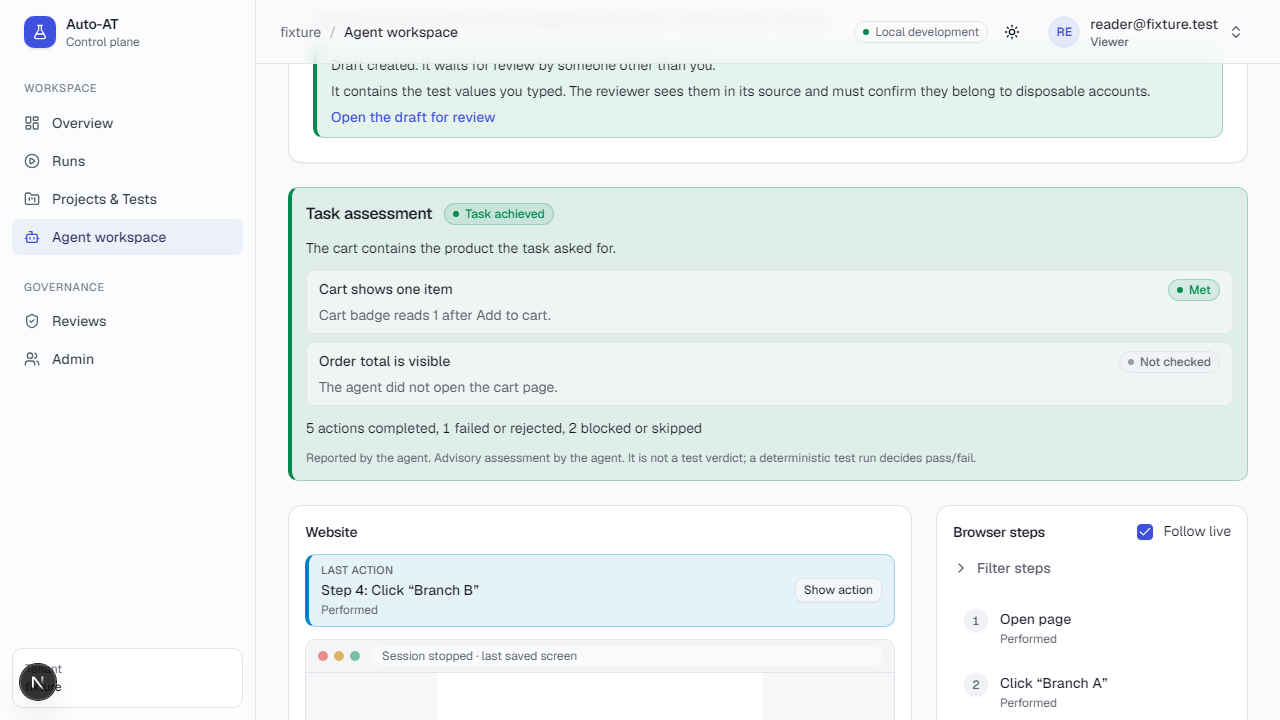 Auto-AT
Control plane
WORKSPACE
Overview
Runs
Projects & Tests
Agent workspace
GOVERNANCE
Reviews
Admin
N
fixture / Agent workspace
Local development
RE
reader@fixture.test
Viewer
Draft created. It waits for review by someone other than you.
It contains the test values you typed. The reviewer sees them in its source and must confirm they belong to disposable accounts.
Open the draft for review
Task assessment
Task achieved
The cart contains the product the task asked for.
Cart shows one item
Met
Cart badge reads 1 after Add to cart.
Order total is visible
Not checked
The agent did not open the cart page.
5 actions completed, 1 failed or rejected, 2 blocked or skipped
Reported by the agent. Advisory assessment by the agent. It is not a test verdict; a deterministic test run decides pass/fail.
Website
LAST ACTION
Step 4: Click “Branch B”
Performed
Show action
Session stopped · last saved screen
Browser steps
Follow live
Filter steps
1
Open page
Performed
2
Click “Branch A”
Performed